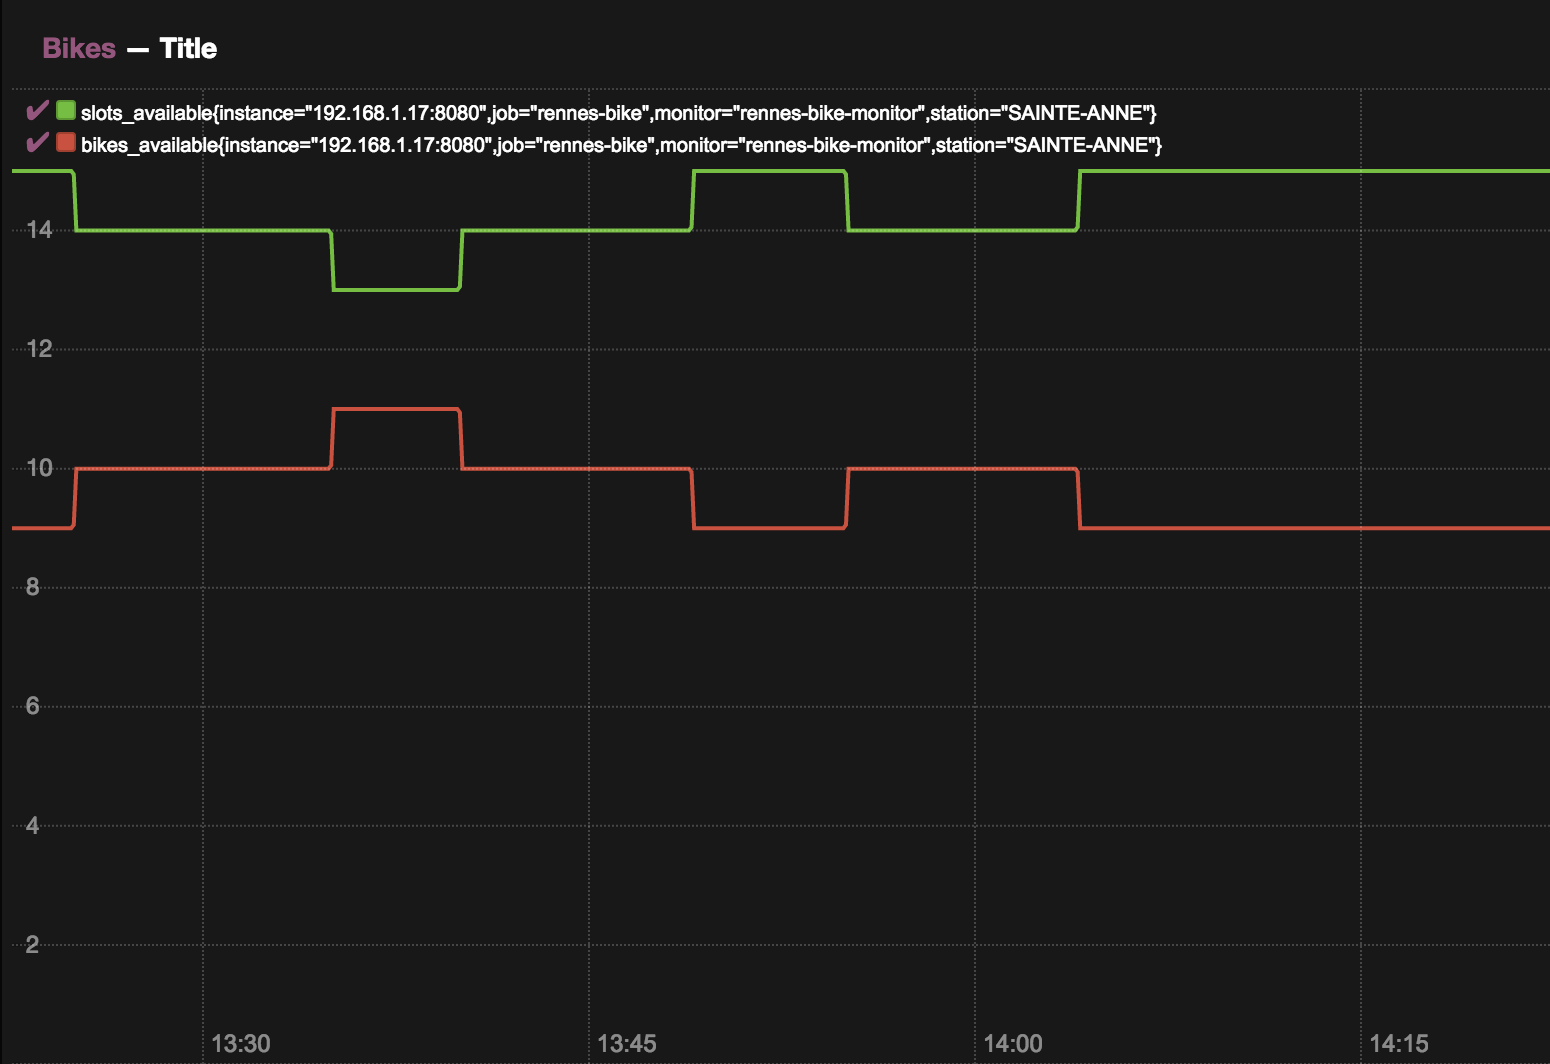 Bikes — Title
✔ slots_available{instance="192.168.1.17:8080",job="rennes-bike",monitor="rennes-bike-monitor",station="SAINTE-ANNE"}
✔ bikes_available{instance="192.168.1.17:8080",job="rennes-bike",monitor="rennes-bike-monitor",station="SAINTE-ANNE"}
14
12
10
8
6
4
2
13:30 13:45 14:00 14:15